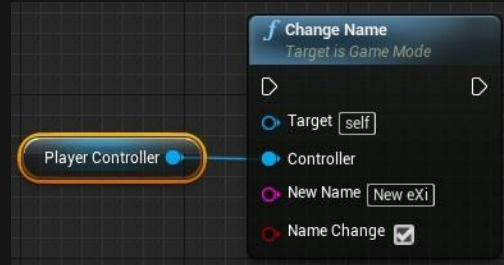 f Change Name
Target is Game Mode
Target self
Player Controller
Controller
New Name New eXi
Name Change